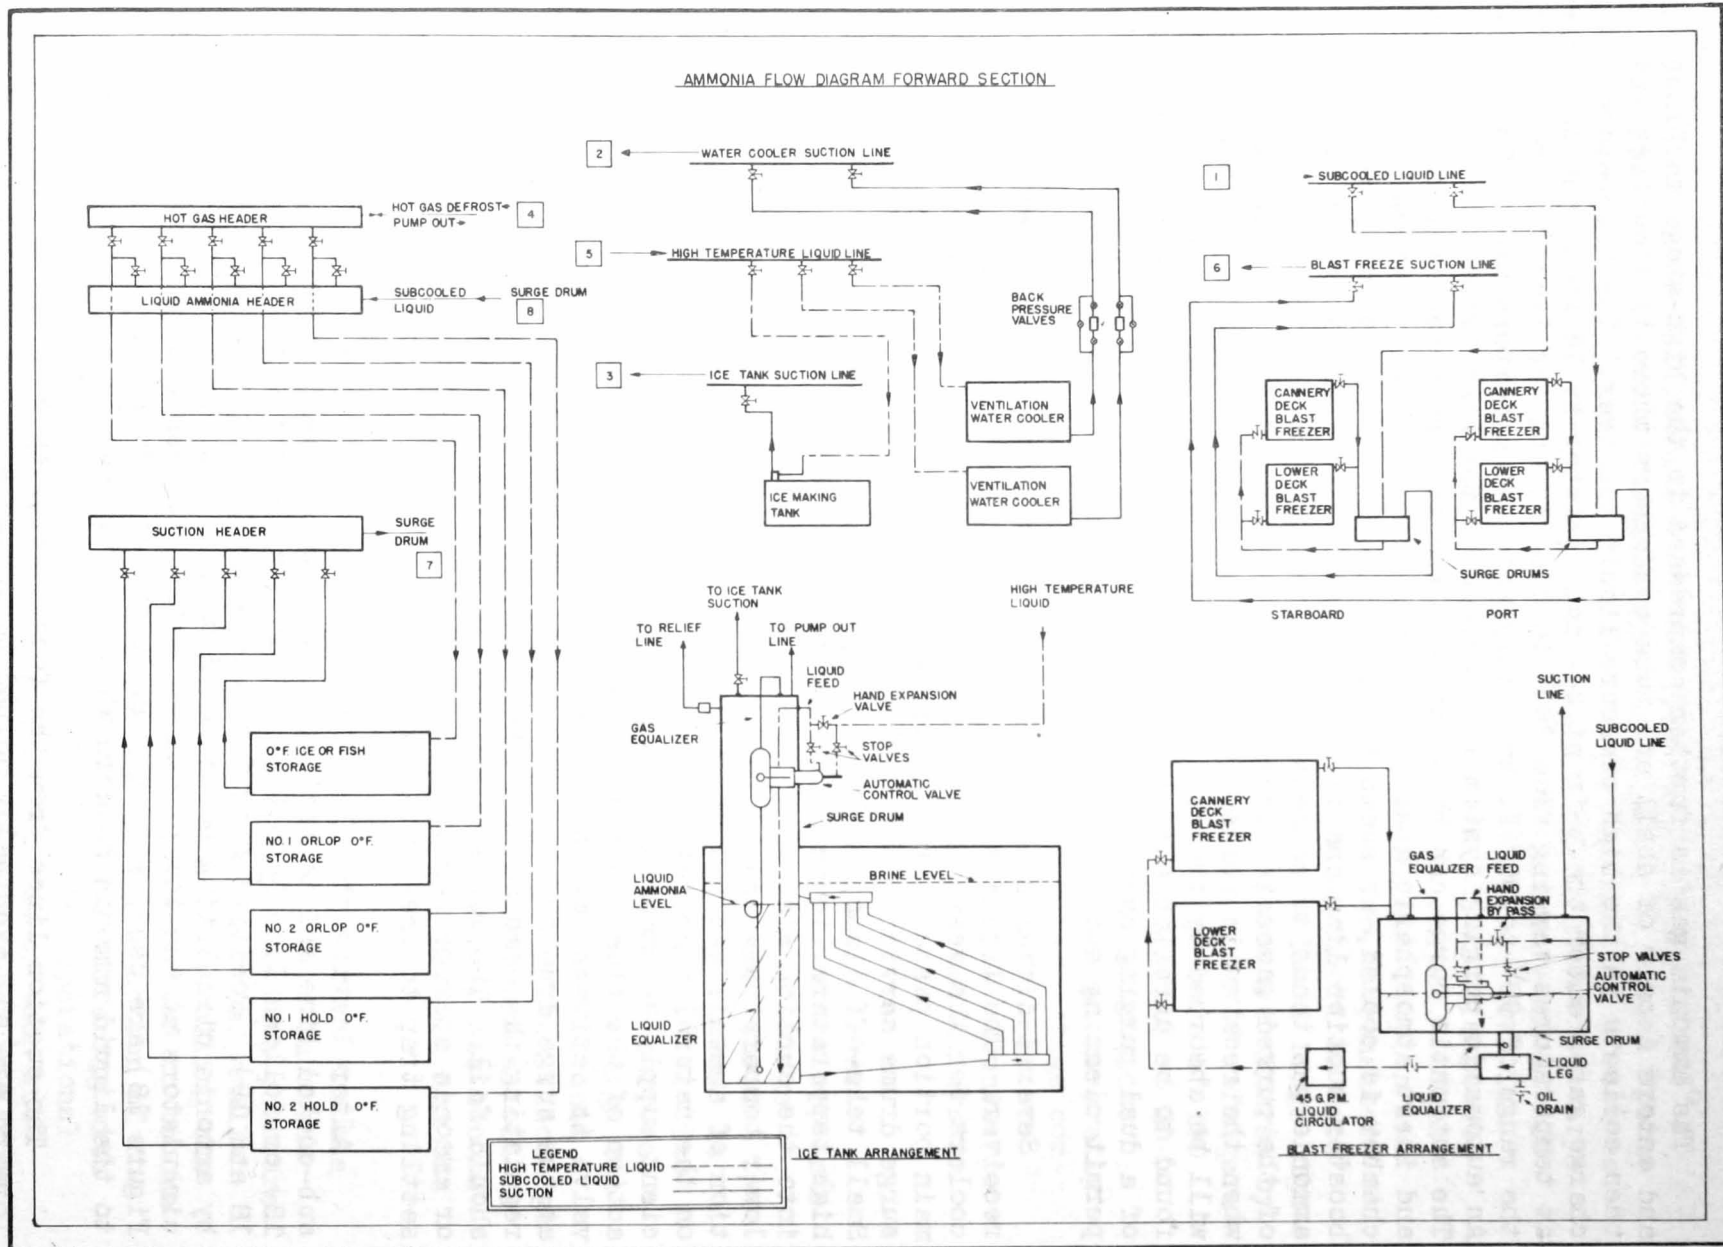 AMMONIA FLOW DIAGRAM FORWARD SECTION
HOT GAS HEADER
HOT GAS DEFROST
PUMP OUT
4
LIQUID AMMONIA HEADER
SUBCOOLED
LIQUID
SURGE DRUM
8
SUCTION HEADER
SURGE
DRUM
7
0°F. ICE OR FISH
STORAGE
NO. 1 ORLOP 0°F.
STORAGE
NO. 2 ORLOP 0°F.
STORAGE
NO. 1 HOLD 0°F.
STORAGE
NO. 2 HOLD 0°F.
STORAGE
2
WATER COOLER SUCTION LINE
5
HIGH TEMPERATURE LIQUID LINE
BACK
PRESSURE
VALVES
3
ICE TANK SUCTION LINE
VENTILATION
WATER COOLER
VENTILATION
WATER COOLER
ICE MAKING
TANK
1
SUBCOOLED LIQUID LINE
6
BLAST FREEZE SUCTION LINE
CANNERY
DECK
BLAST
FREEZER
CANNERY
DECK
BLAST
FREEZER
LOWER
DECK
BLAST
FREEZER
LOWER
DECK
BLAST
FREEZER
SURGE DRUMS
STARBOARD
PORT
TO ICE TANK
SUCTION
TO RELIEF
LINE
TO PUMP OUT
LINE
HIGH TEMPERATURE
LIQUID
LIQUID
FEED
HAND EXPANSION
VALVE
GAS
EQUALIZER
STOP
VALVES
AUTOMATIC
CONTROL VALVE
SURGE DRUM
LIQUID
AMMONIA
LEVEL
BRINE LEVEL
LIQUID
EQUALIZER
ICE TANK ARRANGEMENT
LEGEND
HIGH TEMPERATURE LIQUID
SUBCOOLED LIQUID
SUCTION
SUCTION
LINE
SUBCOOLED
LIQUID LINE
CANNERY
DECK
BLAST
FREEZER
GAS
EQUALIZER
LIQUID
FEED
HAND
EXPANSION
BY PASS
LOWER
DECK
BLAST
FREEZER
STOP VALVES
AUTOMATIC
CONTROL
VALVE
SURGE DRUM
LIQUID
LEG
45 G.P.M.
LIQUID
CIRCULATOR
LIQUID
EQUALIZER
OIL
DRAIN
BLAST FREEZER ARRANGEMENT